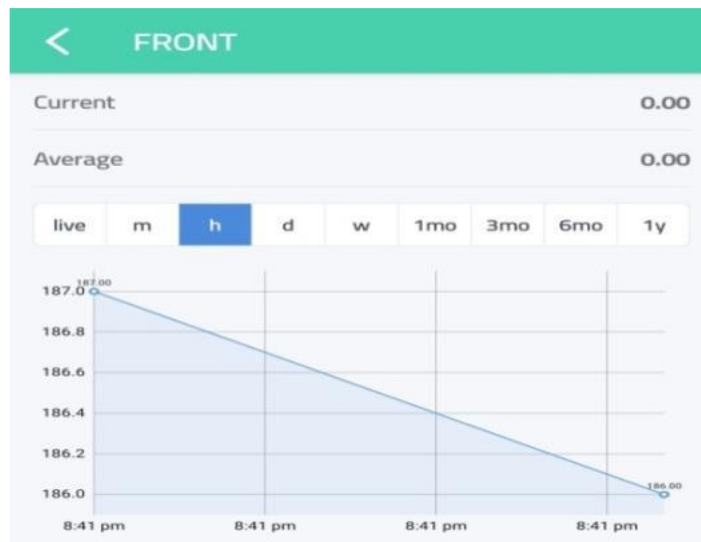 FRONT
Current 0.00
Average 0.00
live m h d w 1mo 3mo 6mo 1y
187.00
187.0
186.8
186.6
186.4
186.2
186.00
186.0
8:41 pm 8:41 pm 8:41 pm 8:41 pm